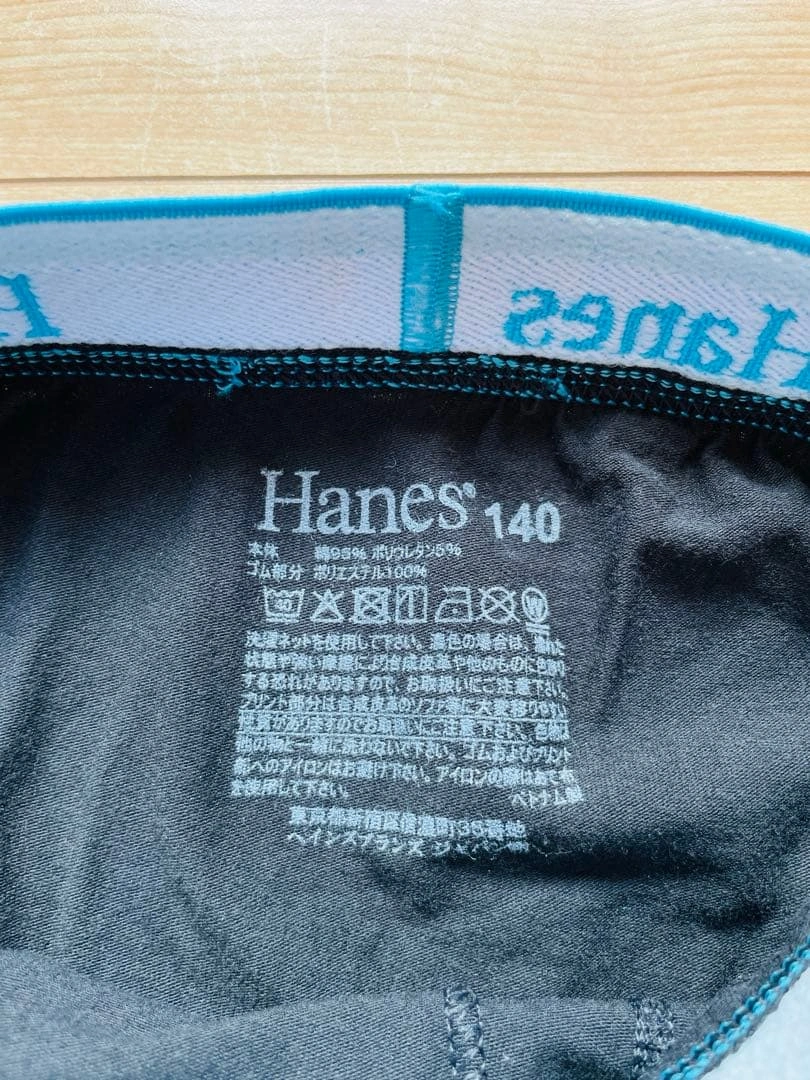 Hanes
Hanes® 140
本体 綿95% ポリウレタン5%
ゴム部分 ポリエステル100%
40 W
洗濯ネットを使用して下さい。濃色の場合は、
状態や強い摩擦により合成皮革や他のものに色
する恐れがありますので、お取扱いにご注意下さい。
プリント部分は合成皮革のソファ等に大変移りやすい
性質がありますのでお取扱いにご注意下さい。
他の物と一緒に洗わないで下さい。ゴムおよびプリント
部へのアイロンはお避け下さい。アイロンの際はあて布
を使用して下さい。 ベトナム製
東京都新宿区信濃町35番地
ヘインズブランズ ジャパン